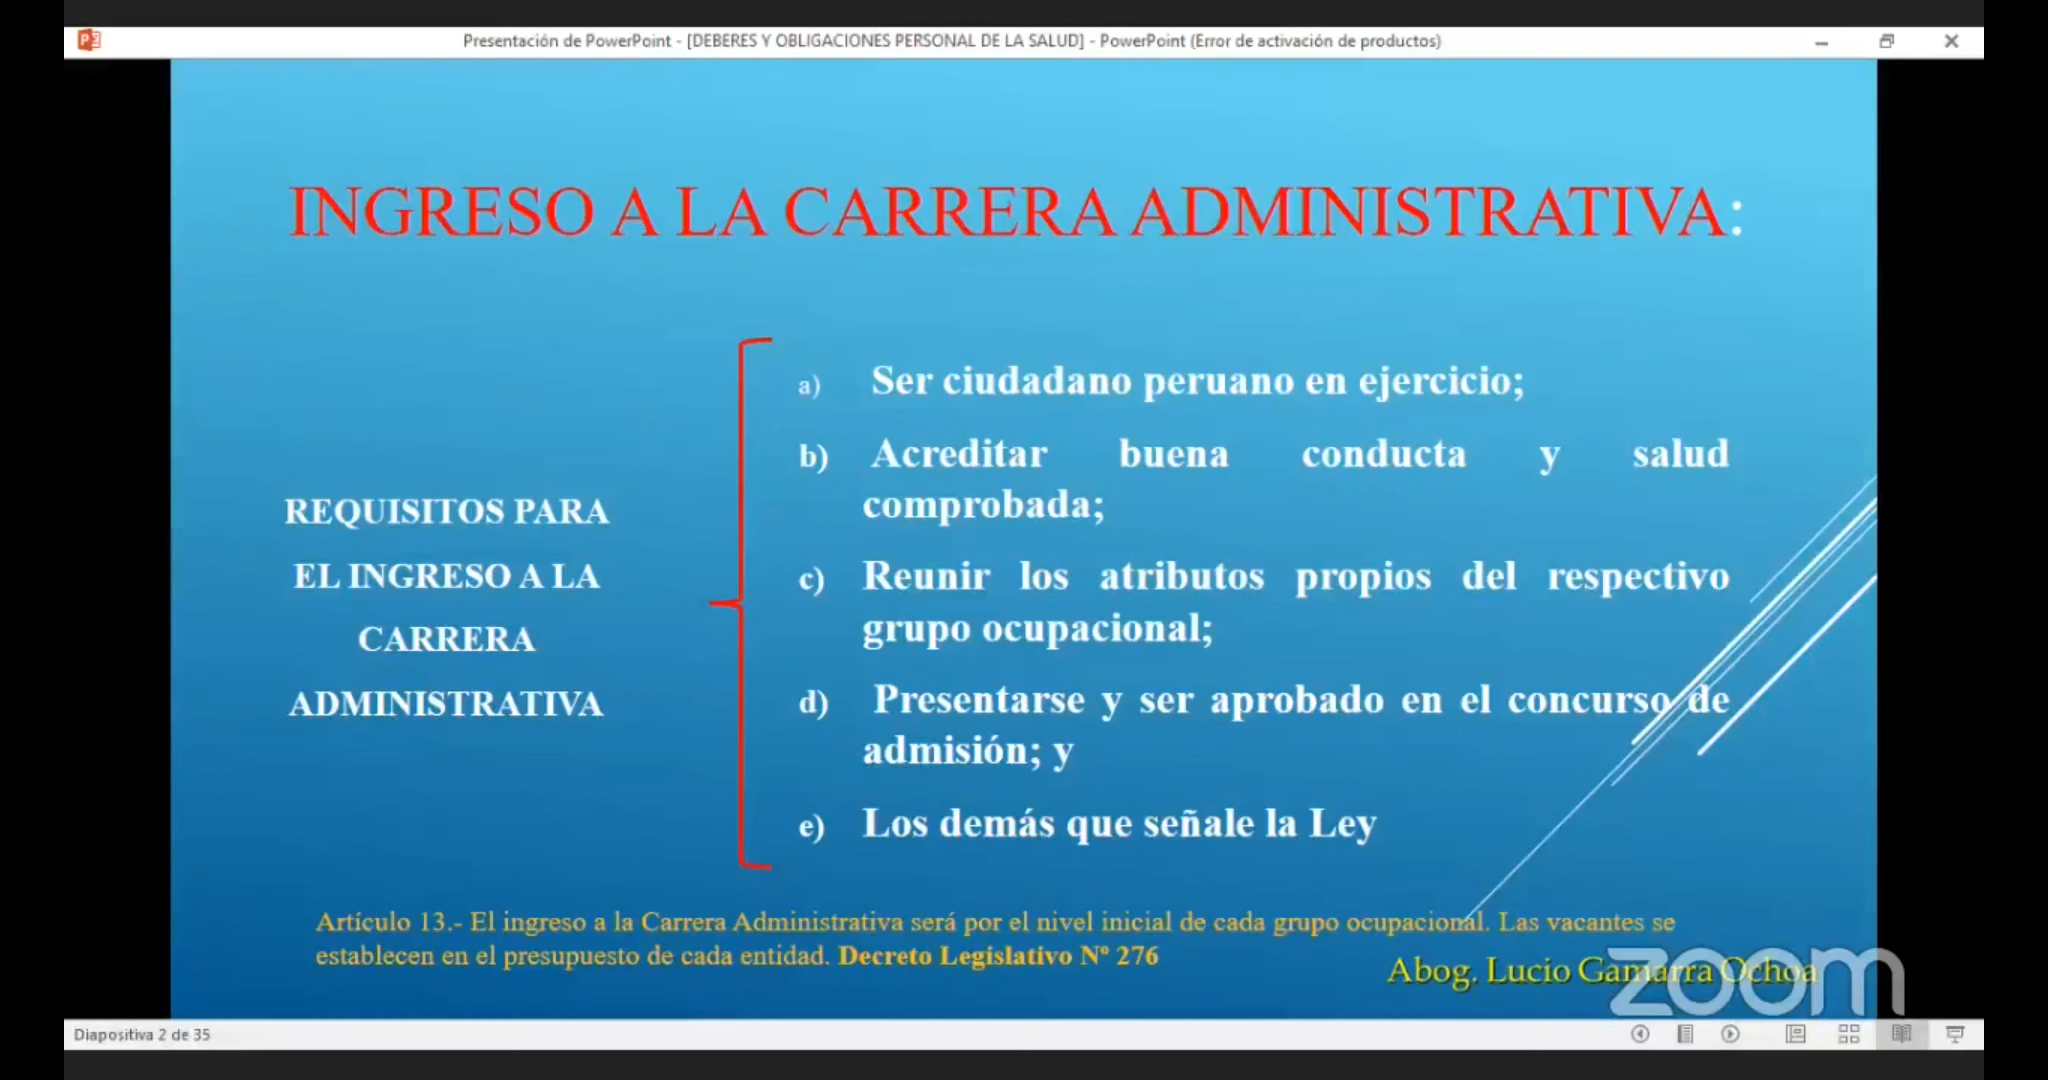 Presentación de PowerPoint - [DEBERES Y OBLIGACIONES PERSONAL DE LA SALUD] - PowerPoint (Error de activación de productos)
INGRESO A LA CARRERA ADMINISTRATIVA:
REQUISITOS PARA
EL INGRESO A LA
CARRERA
ADMINISTRATIVA
a) Ser ciudadano peruano en ejercicio;
b) Acreditar buena conducta y salud
comprobada;
c) Reunir los atributos propios del respectivo
grupo ocupacional;
d) Presentarse y ser aprobado en el concurso de
admisión; y
e) Los demás que señale la Ley
Artículo 13.- El ingreso a la Carrera Administrativa será por el nivel inicial de cada grupo ocupacional. Las vacantes se
establecen en el presupuesto de cada entidad. Decreto Legislativo Nº 276
Abog. Lucio Gamarra Ochoa
zoom
Diapositiva 2 de 35